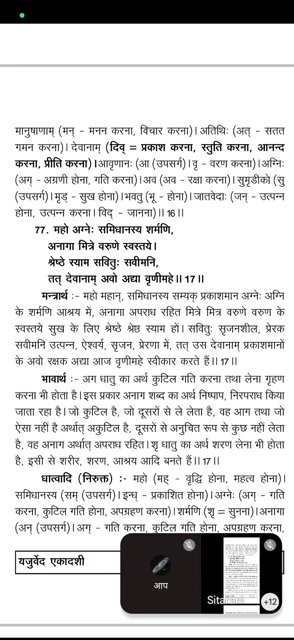 मानुषाणाम् (मन् - मनन करना, विचार करना)। अतिथिः (अत् - सतत
गमन करना)। देवानाम् (दिव् = प्रकाश करना, स्तुति करना, आनन्द
करना, प्रीति करना)।आवृणानः (आ (उपसर्ग)। वृ - वरण करना)। अग्निः
(अग् - अग्रणी होना, गति करना)। अव (अव - रक्षा करना)। सुमृडीको (सु
(उपसर्ग)। मृड् - सुख होना)। भवतु (भू - होना)। जातवेदाः (जन् - उत्पन्न
होना, उत्पन्न करना। विद् - जानना)॥ 16॥
77. महो अग्नेः समिधानस्य शर्मणि,
अनागा मित्रे वरुणे स्वस्तये।
श्रेष्ठे स्याम सवितुः सवीमनि,
तत् देवानाम् अवो अद्या वृणीमहे॥ 17॥
मन्त्रार्थ :- महो महान्, समिधानस्य सम्यक् प्रकाशमान अग्नेः अग्नि
के शर्मणि आश्रय में, अनागा अपराध रहित मित्रे मित्र वरुणे वरुण के
स्वस्तये सुख के लिए श्रेष्ठे श्रेष्ठ स्याम हों। सवितुः सृजनशील, प्रेरक
सवीमनि उत्पन्न, ऐश्वर्य, सृजन, प्रेरणा में, तत् उस देवानाम् प्रकाशमानों
के अवो रक्षक अद्या आज वृणीमहे स्वीकार करते हैं॥ 17॥
भावार्थ :- अग धातु का अर्थ कुटिल गति करना तथा लेना गृहण
करना भी होता है। इस प्रकार अनाग शब्द का अर्थ निष्पाप, निरपराध किया
जाता रहा है। जो कुटिल है, जो दूसरों से ले लेता है, वह आग तथा जो
ऐसा नहीं है अर्थात् अकुटिल है, दूसरों से अनुचित रूप से कुछ नहीं लेता
है, वह अनाग अर्थात् अपराध रहित। शृ धातु का अर्थ शरण लेना भी होता
है, इसी से शरीर, शरण, आश्रय आदि बनते हैं॥ 17॥
धात्वादि (निरुक्त) :- महो (मह् - वृद्धि होना, महत्व होना)।
समिधानस्य (सम् (उपसर्ग)। इन्ध् - प्रकाशित होना)। अग्नेः (अग् - गति
करना, कुटिल गति होना, अपग्रहण करना)। शर्मणि (शृ = सुनना)। अनागा
(अन् (उपसर्ग)। अग् - गति करना, कुटिल गति होना, अपग्रहण करना,
यजुर्वेद एकादशी
आप
Sita
+12